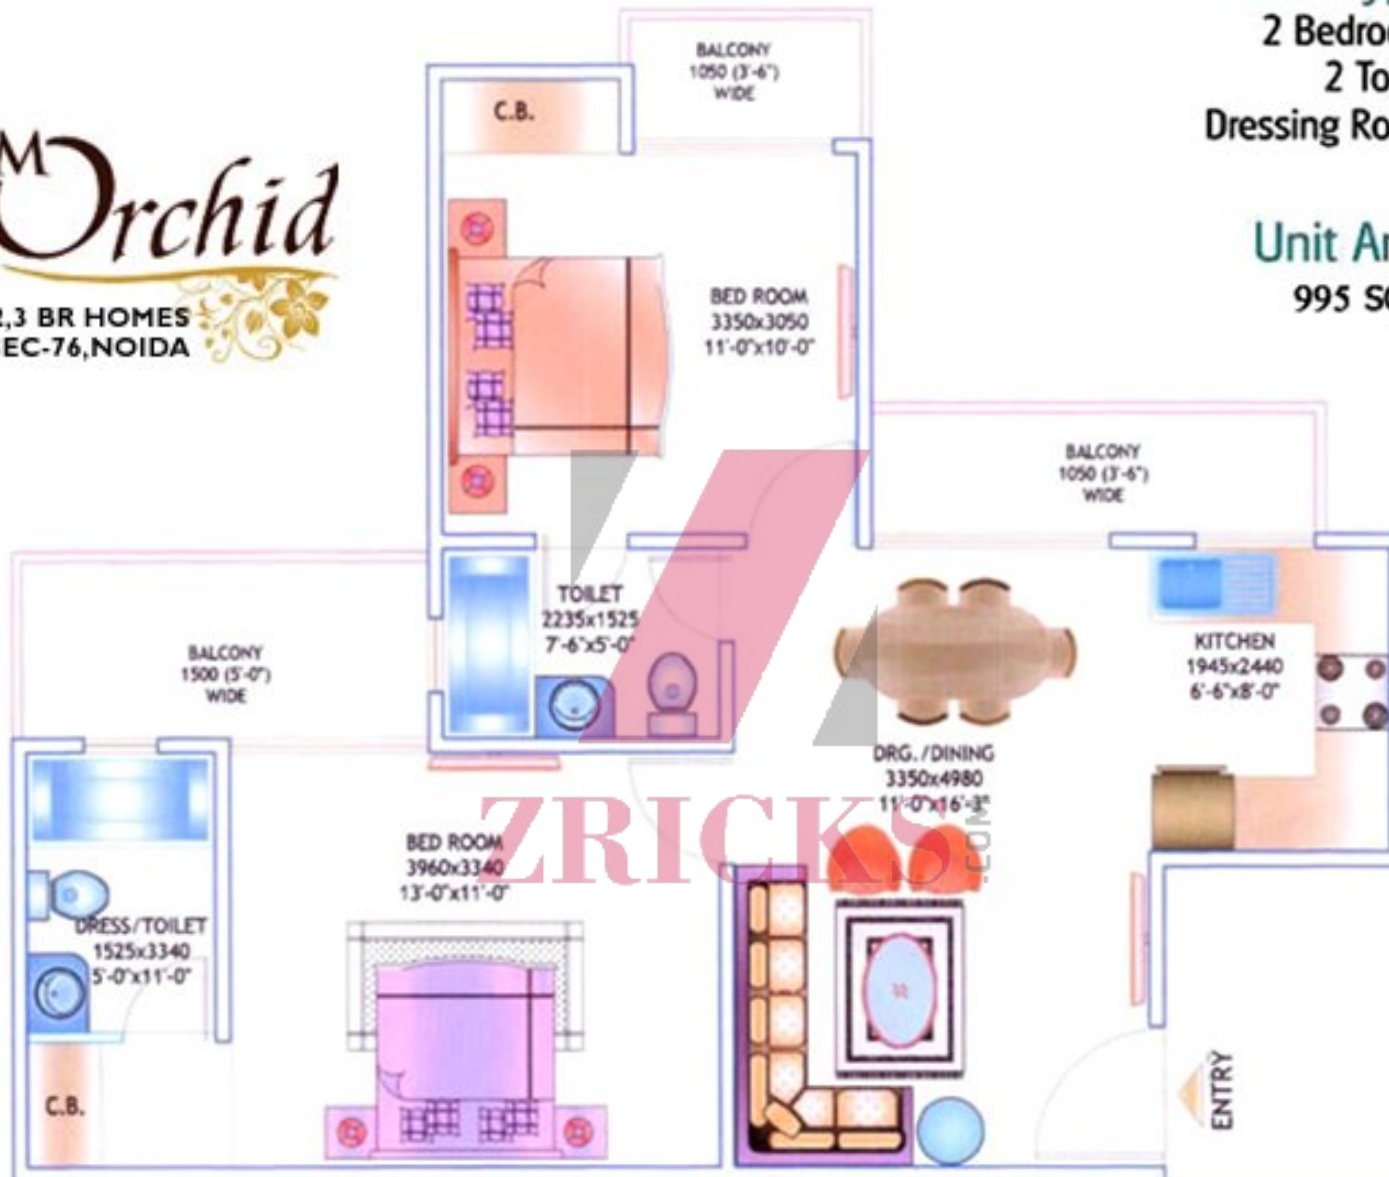 M Orchid
2,3 BR HOMES
SEC-76,NOIDA
2 Bedroo
2 To
Dressing Ro
Unit Ar
995 S
BALCONY
1050 (3'-6")
WIDE
C.B.
BED ROOM
3350x3050
11'-0"x10'-0"
BALCONY
1050 (3'-6")
WIDE
BALCONY
1500 (5'-0")
WIDE
TOILET
2235x1525
7'-6"x5'-0"
KITCHEN
1945x2440
6'-6"x8'-0"
DRG./DINING
3350x4980
11'-0"x16'-3"
BED ROOM
3960x3340
13'-0"x11'-0"
ZRICKS
.COM
DRESS/TOILET
1525x3340
5'-0"x11'-0"
C.B.
ENTRY